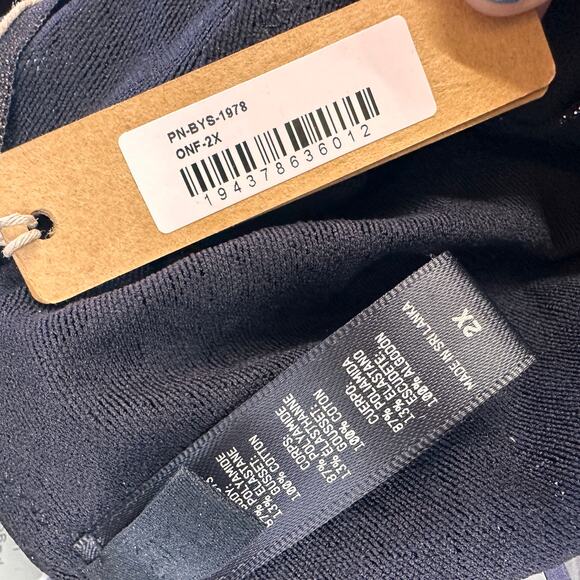 PN-BYS-1978
ONF-2X
194378636012
2X
MADE IN SRI LANKA
CUERPO:
87% POLIAMIDA
13% ELASTANO
ESCUDETE:
100% ALGODÓN
CORPS:
87% POLYAMIDE
13% ELASTHANNE
GOUSSET:
100% COTON
BODY:
87% POLYAMIDE
13% ELASTANE
GUSSET:
100% COTTON